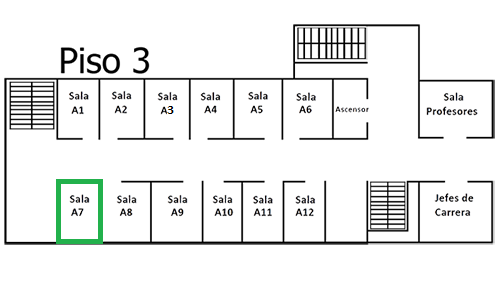 Piso 3
Sala
A1
Sala
A2
Sala
A3
Sala
A4
Sala
A5
Sala
A6
Ascensor
Sala
Profesores
Sala
A7
Sala
A8
Sala
A9
Sala
A10
Sala
A11
Sala
A12
Jefes de
Carrera